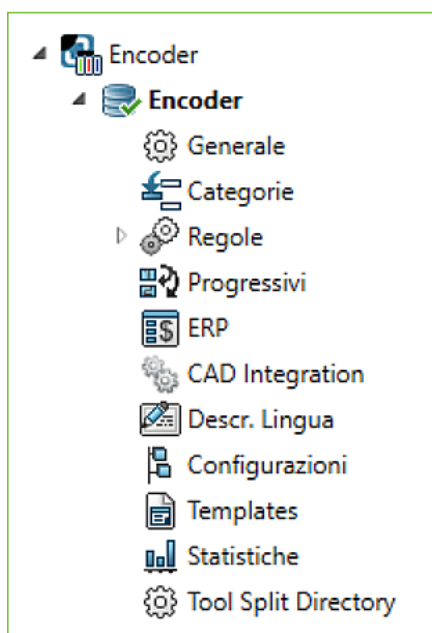 Encoder
Encoder
Generale
Categorie
Regole
Progressivi
ERP
CAD Integration
Descr. Lingua
Configurazioni
Templates
Statistiche
Tool Split Directory